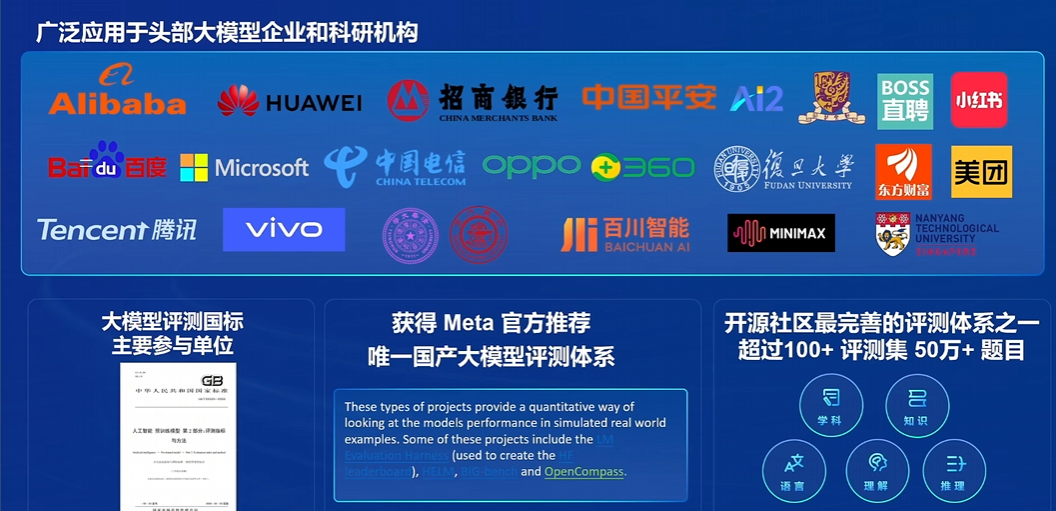 广泛应用于头部大模型企业和科研机构
Alibaba
HUAWEI
招商银行
CHINA MERCHANTS BANK
中国平安
Ai2
BOSS
直聘
小红书
Bai du 百度
Microsoft
中国电信
CHINA TELECOM
oppo
360
1905
復旦大學
FUDAN UNIVERSITY
东方财富
美团
Tencent 腾讯
vivo
百川智能
BAICHUAN AI
MINIMAX
NANYANG
TECHNOLOGICAL
UNIVERSITY
SINGAPORE
大模型评测国标
主要参与单位
GB
中华人民共和国国家标准
人工智能 预训练模型 第2部分:评测指标
与方法
获得 Meta 官方推荐
唯一国产大模型评测体系
These types of projects provide a quantitative way of
looking at the models performance in simulated real world
examples. Some of these projects include the LM
Evaluation Harness (used to create the HF
leaderboard), HELM, BIG-bench and OpenCompass.
开源社区最完善的评测体系之一
超过100+ 评测集 50万+ 题目
学科
知识
语言
理解
推理